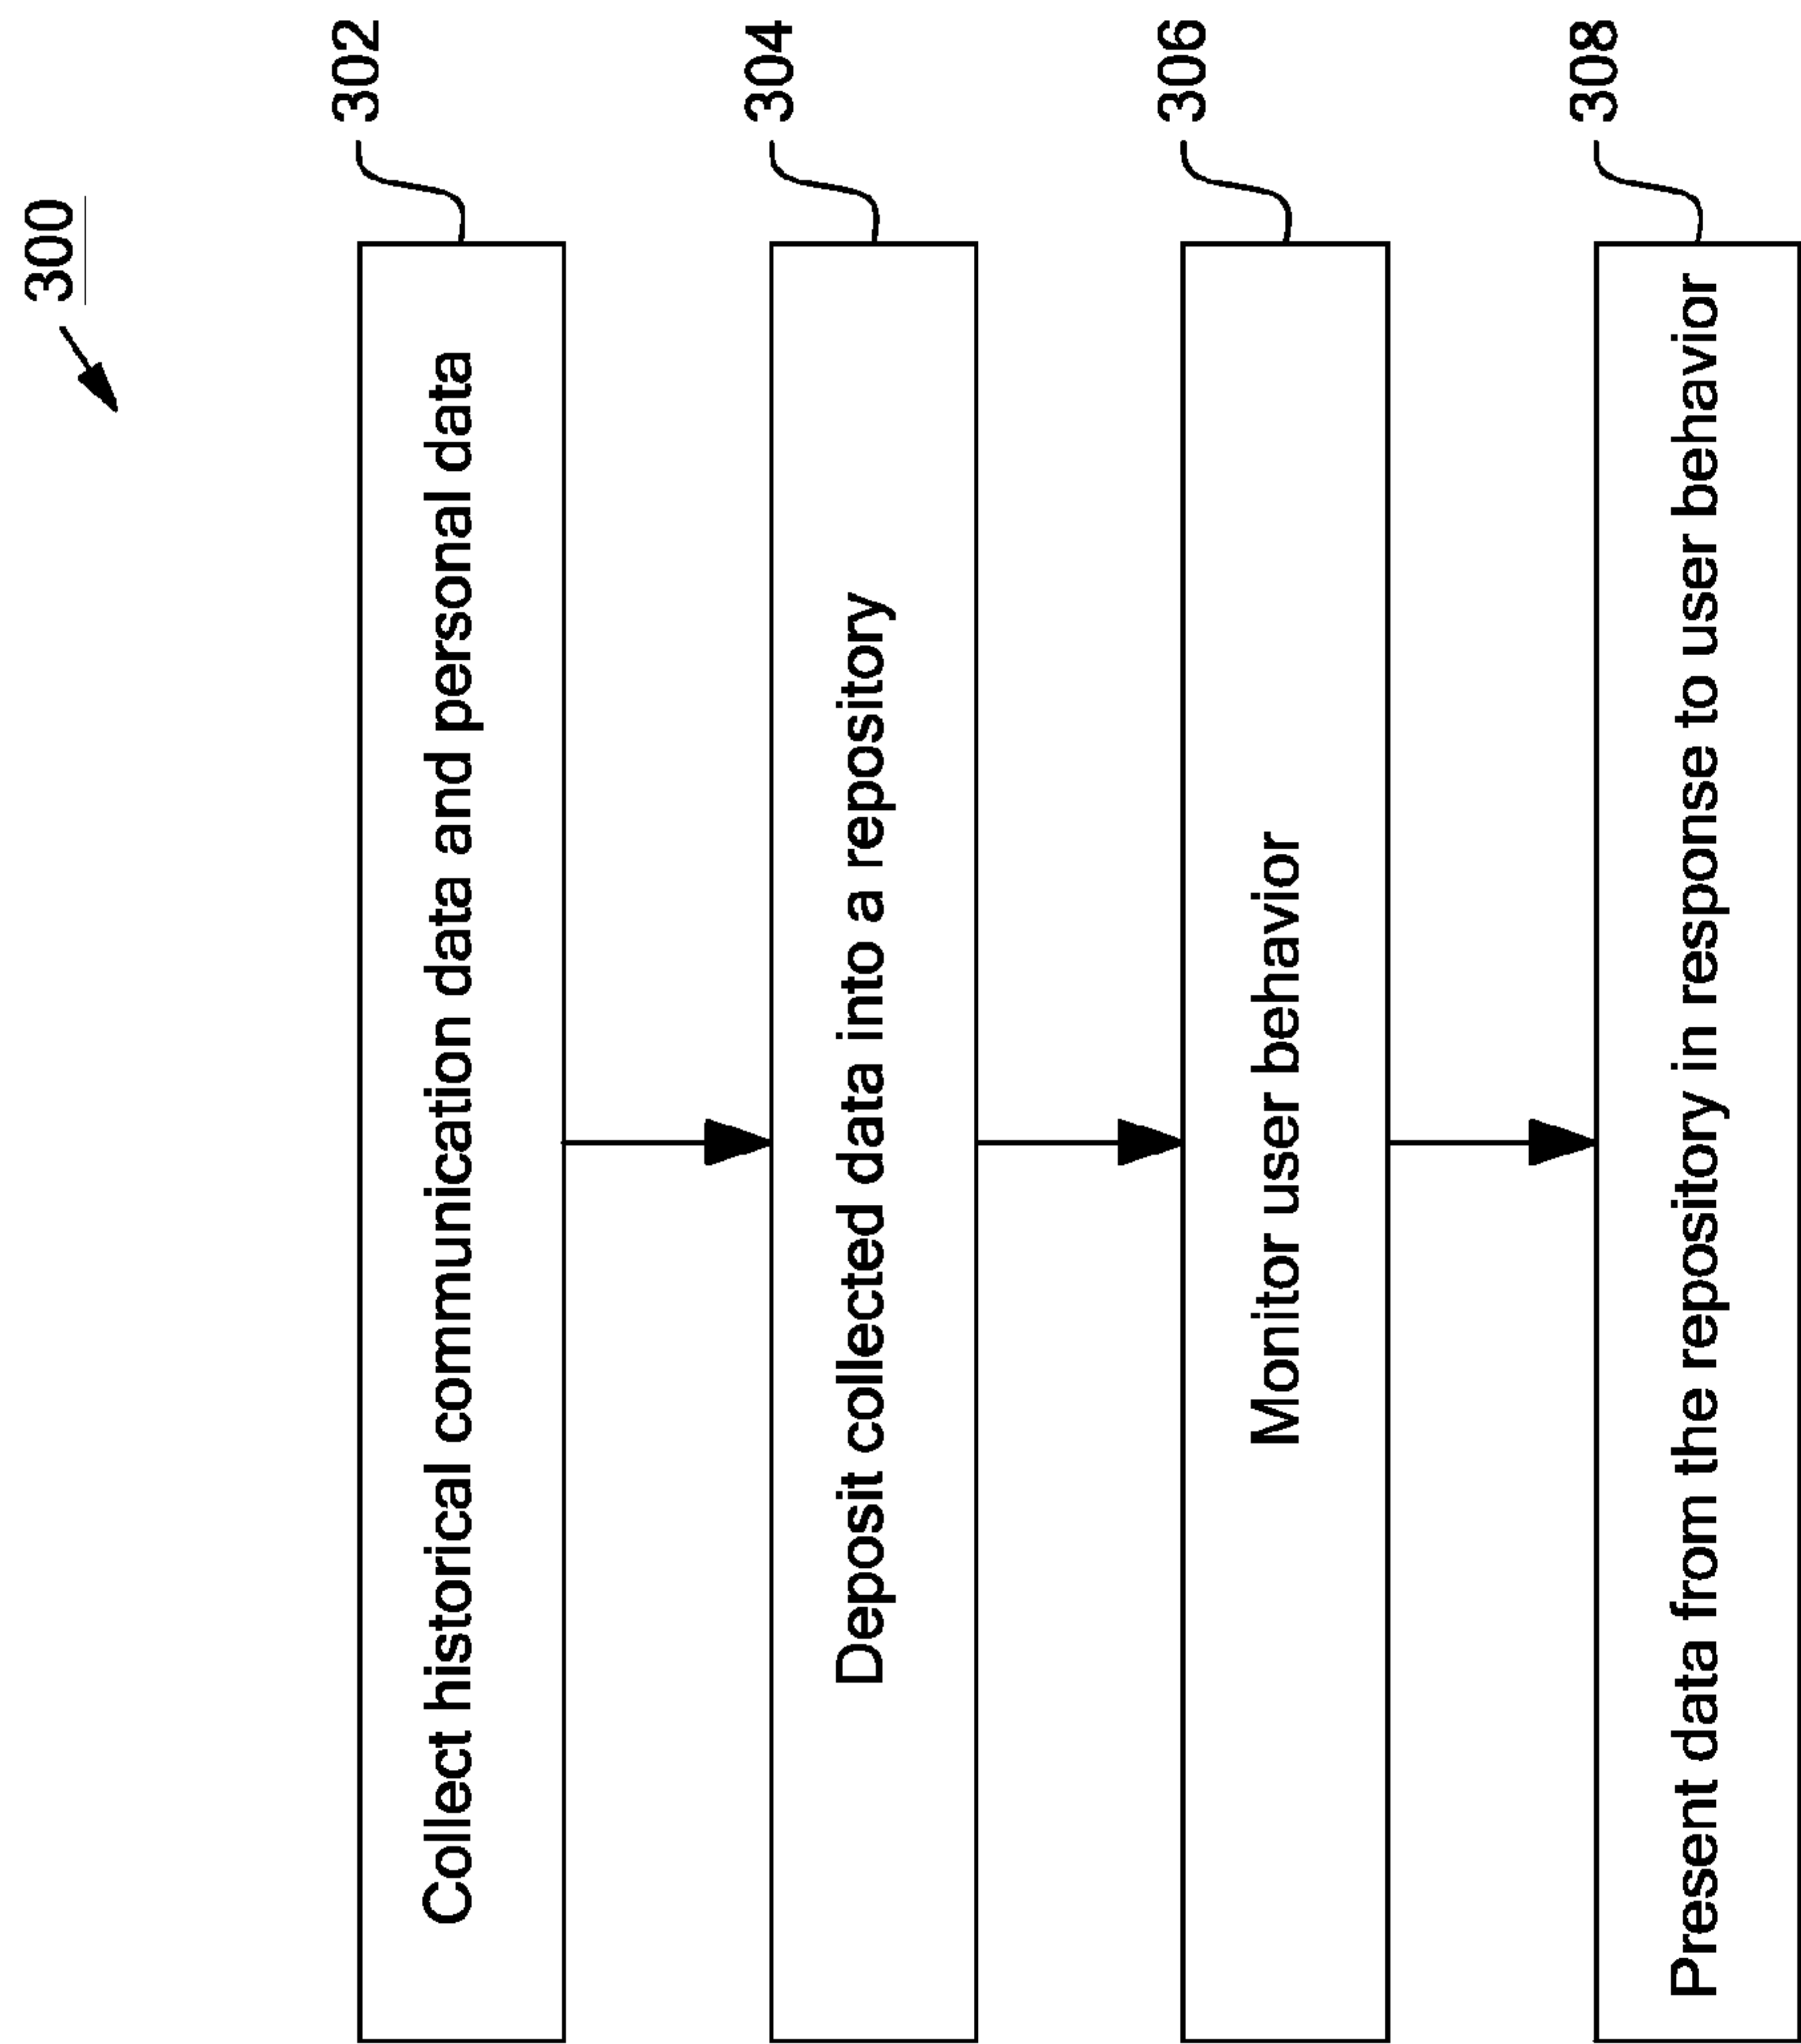 300
302
Collect historical communication data and personal data
304
Deposit collected data into a repository
306
Monitor user behavior
308
Present data from the repository in response to user behavior